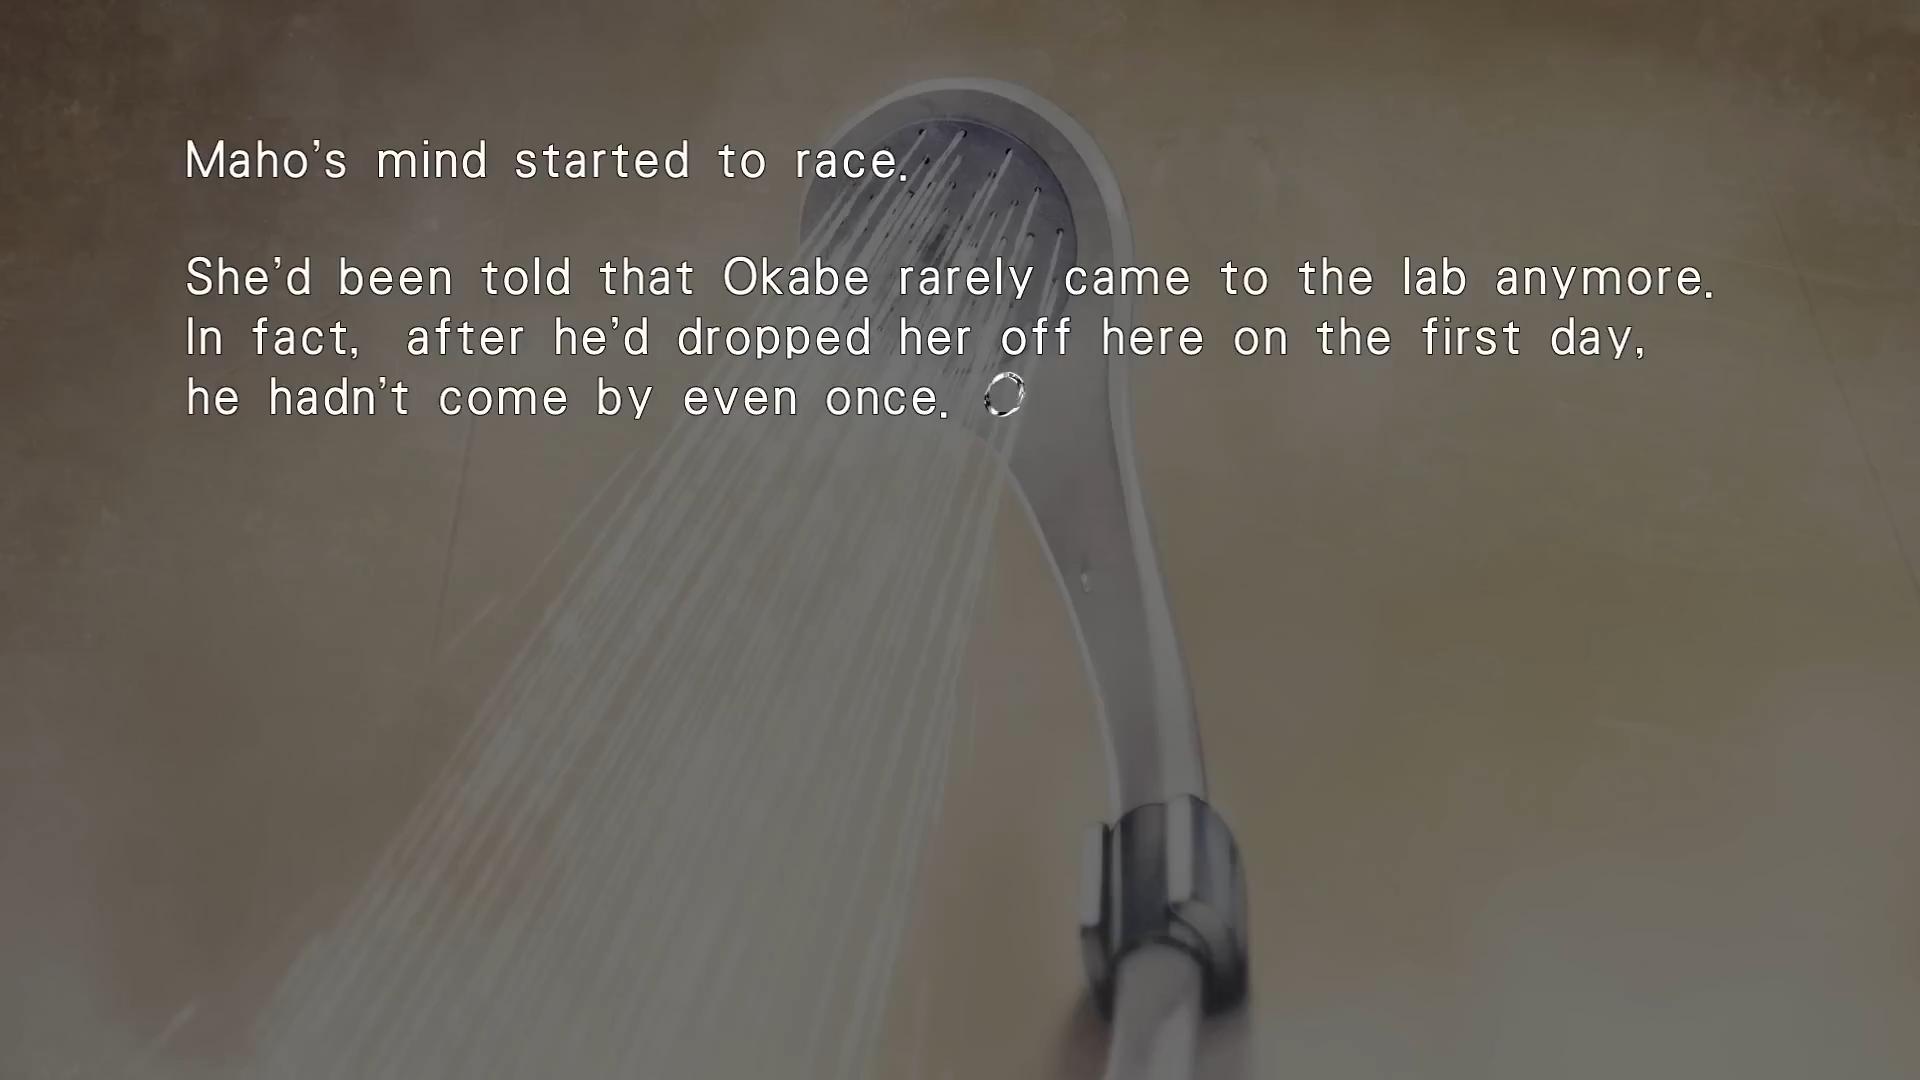 Maho’s mind started to race.
She’d been told that Okabe rarely came to the lab anymore.
In fact, after he’d dropped her off here on the first day,
he hadn’t come by even once.